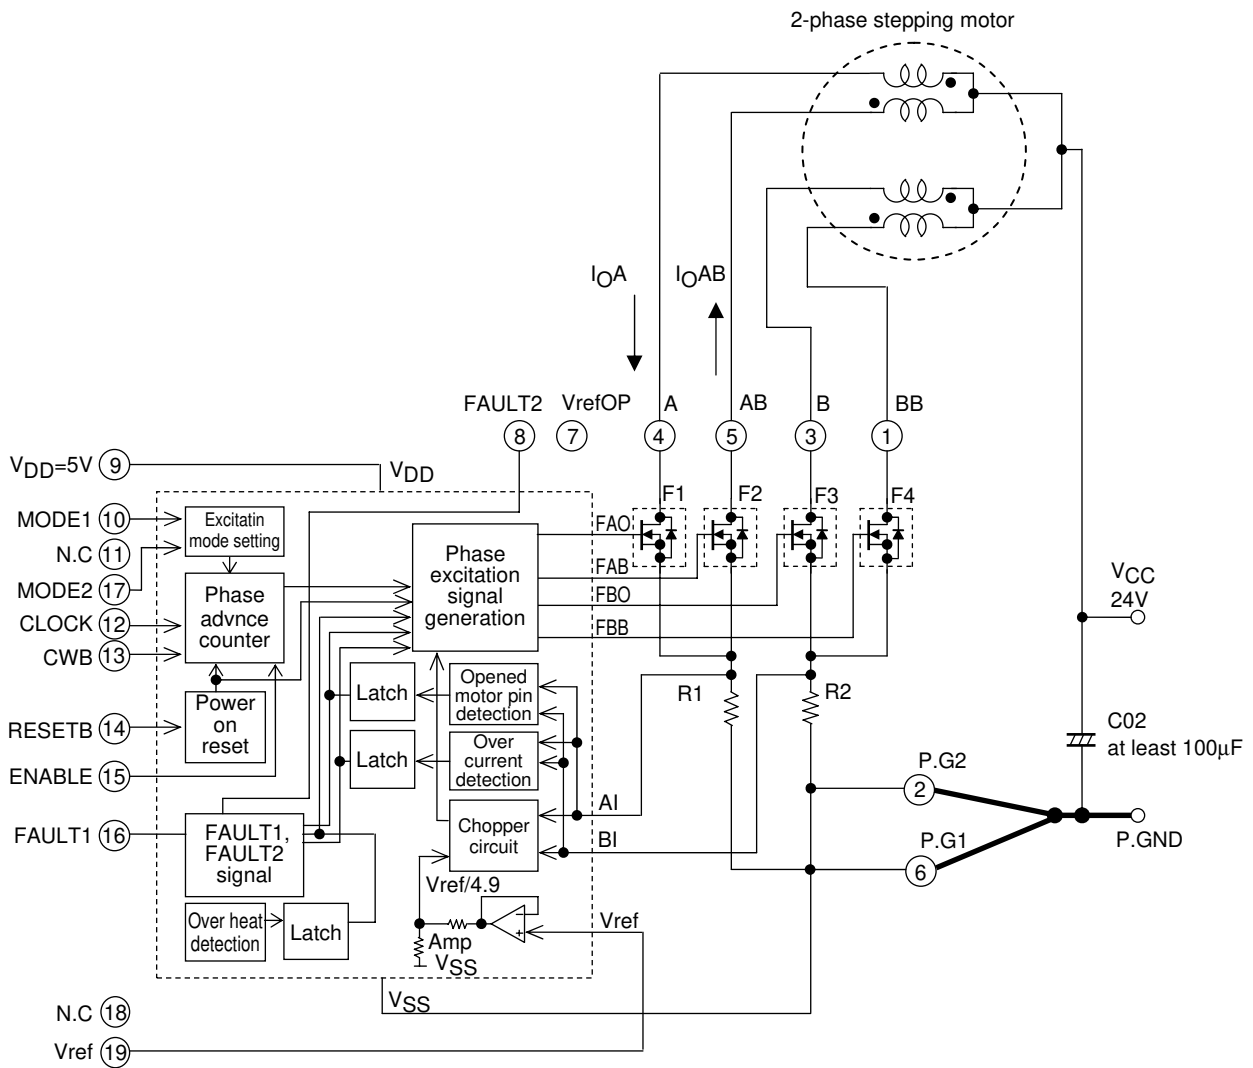 2-phase stepping motor
IOA
IOAB
FAULT2
VrefOP
A
AB
B
BB
8
7
4
5
3
1
VDD=5V
9
VDD
F1
F2
F3
F4
MODE1
10
Excitatin
mode setting
N.C
11
MODE2
17
CLOCK
12
CWB
13
Phase
advnce
counter
Phase
excitation
signal
generation
FAO
FAB
FBO
FBB
VCC
24V
RESETB
14
Power
on
reset
Latch
Opened
motor pin
detection
R1
R2
ENABLE
15
Latch
Over
current
detection
C02
at least 100µF
FAULT1
16
FAULT1,
FAULT2
signal
Chopper
circuit
AI
BI
P.G2
2
P.G1
6
P.GND
Vref/4.9
Over heat
detection
Latch
Amp
−
+
Vref
VSS
VSS
N.C
18
Vref
19